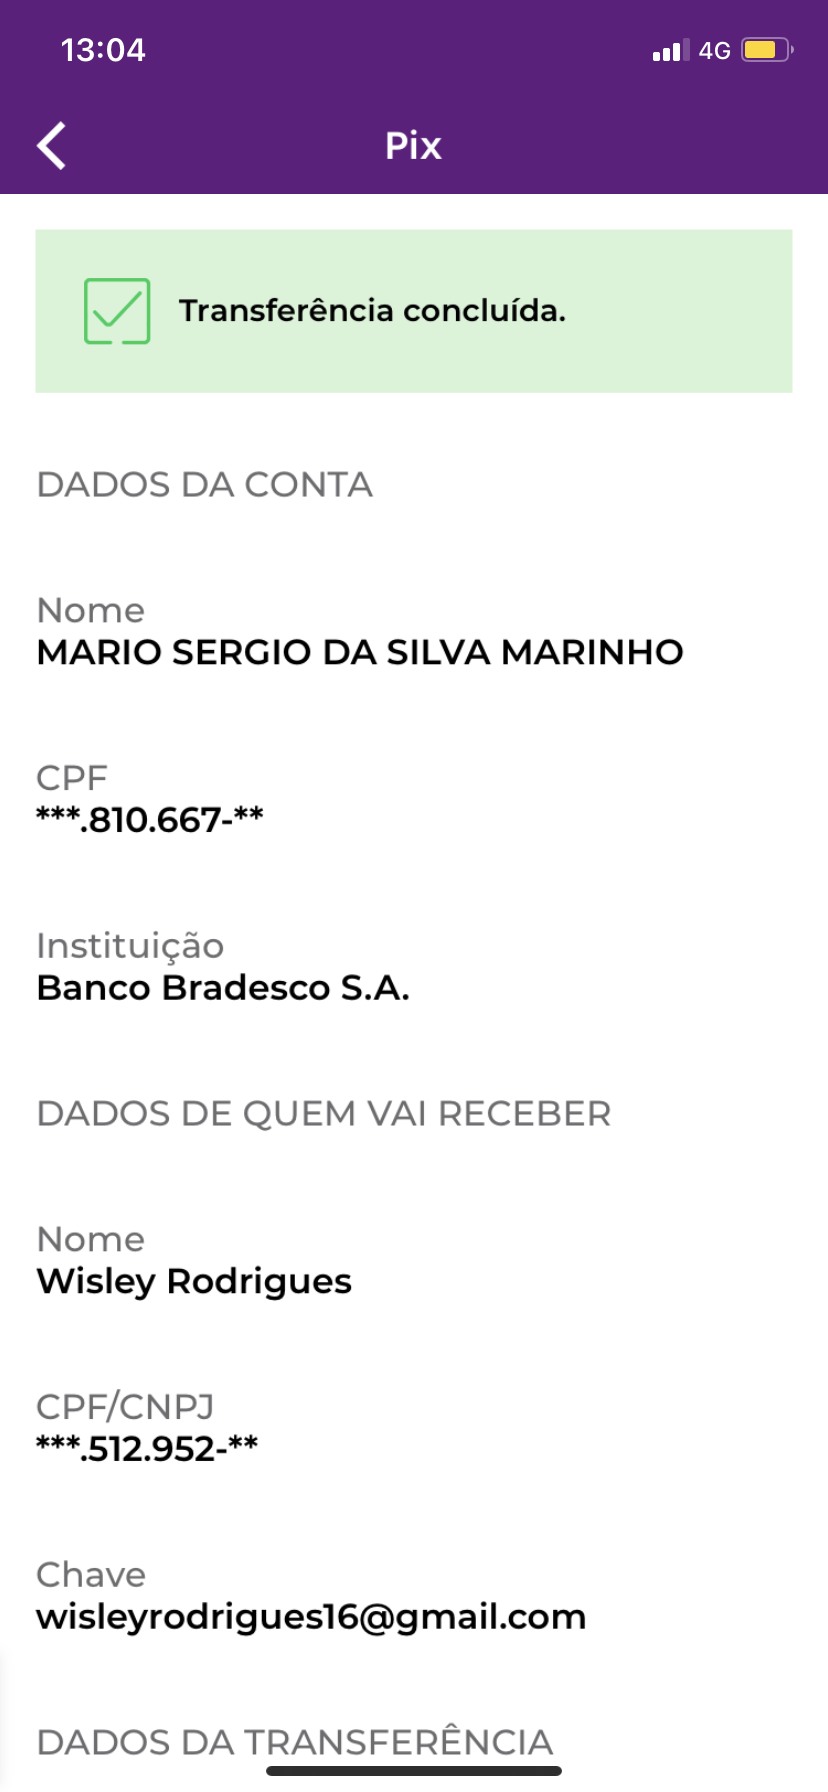 13:04
4G
Pix
Transferência concluída.
DADOS DA CONTA
Nome
MARIO SERGIO DA SILVA MARINHO
CPF
***.810.667-**
Instituição
Banco Bradesco S.A.
DADOS DE QUEM VAI RECEBER
Nome
Wisley Rodrigues
CPF/CNPJ
***.512.952-**
Chave
wisleyrodrigues16@gmail.com
DADOS DA TRANSFERÊNCIA